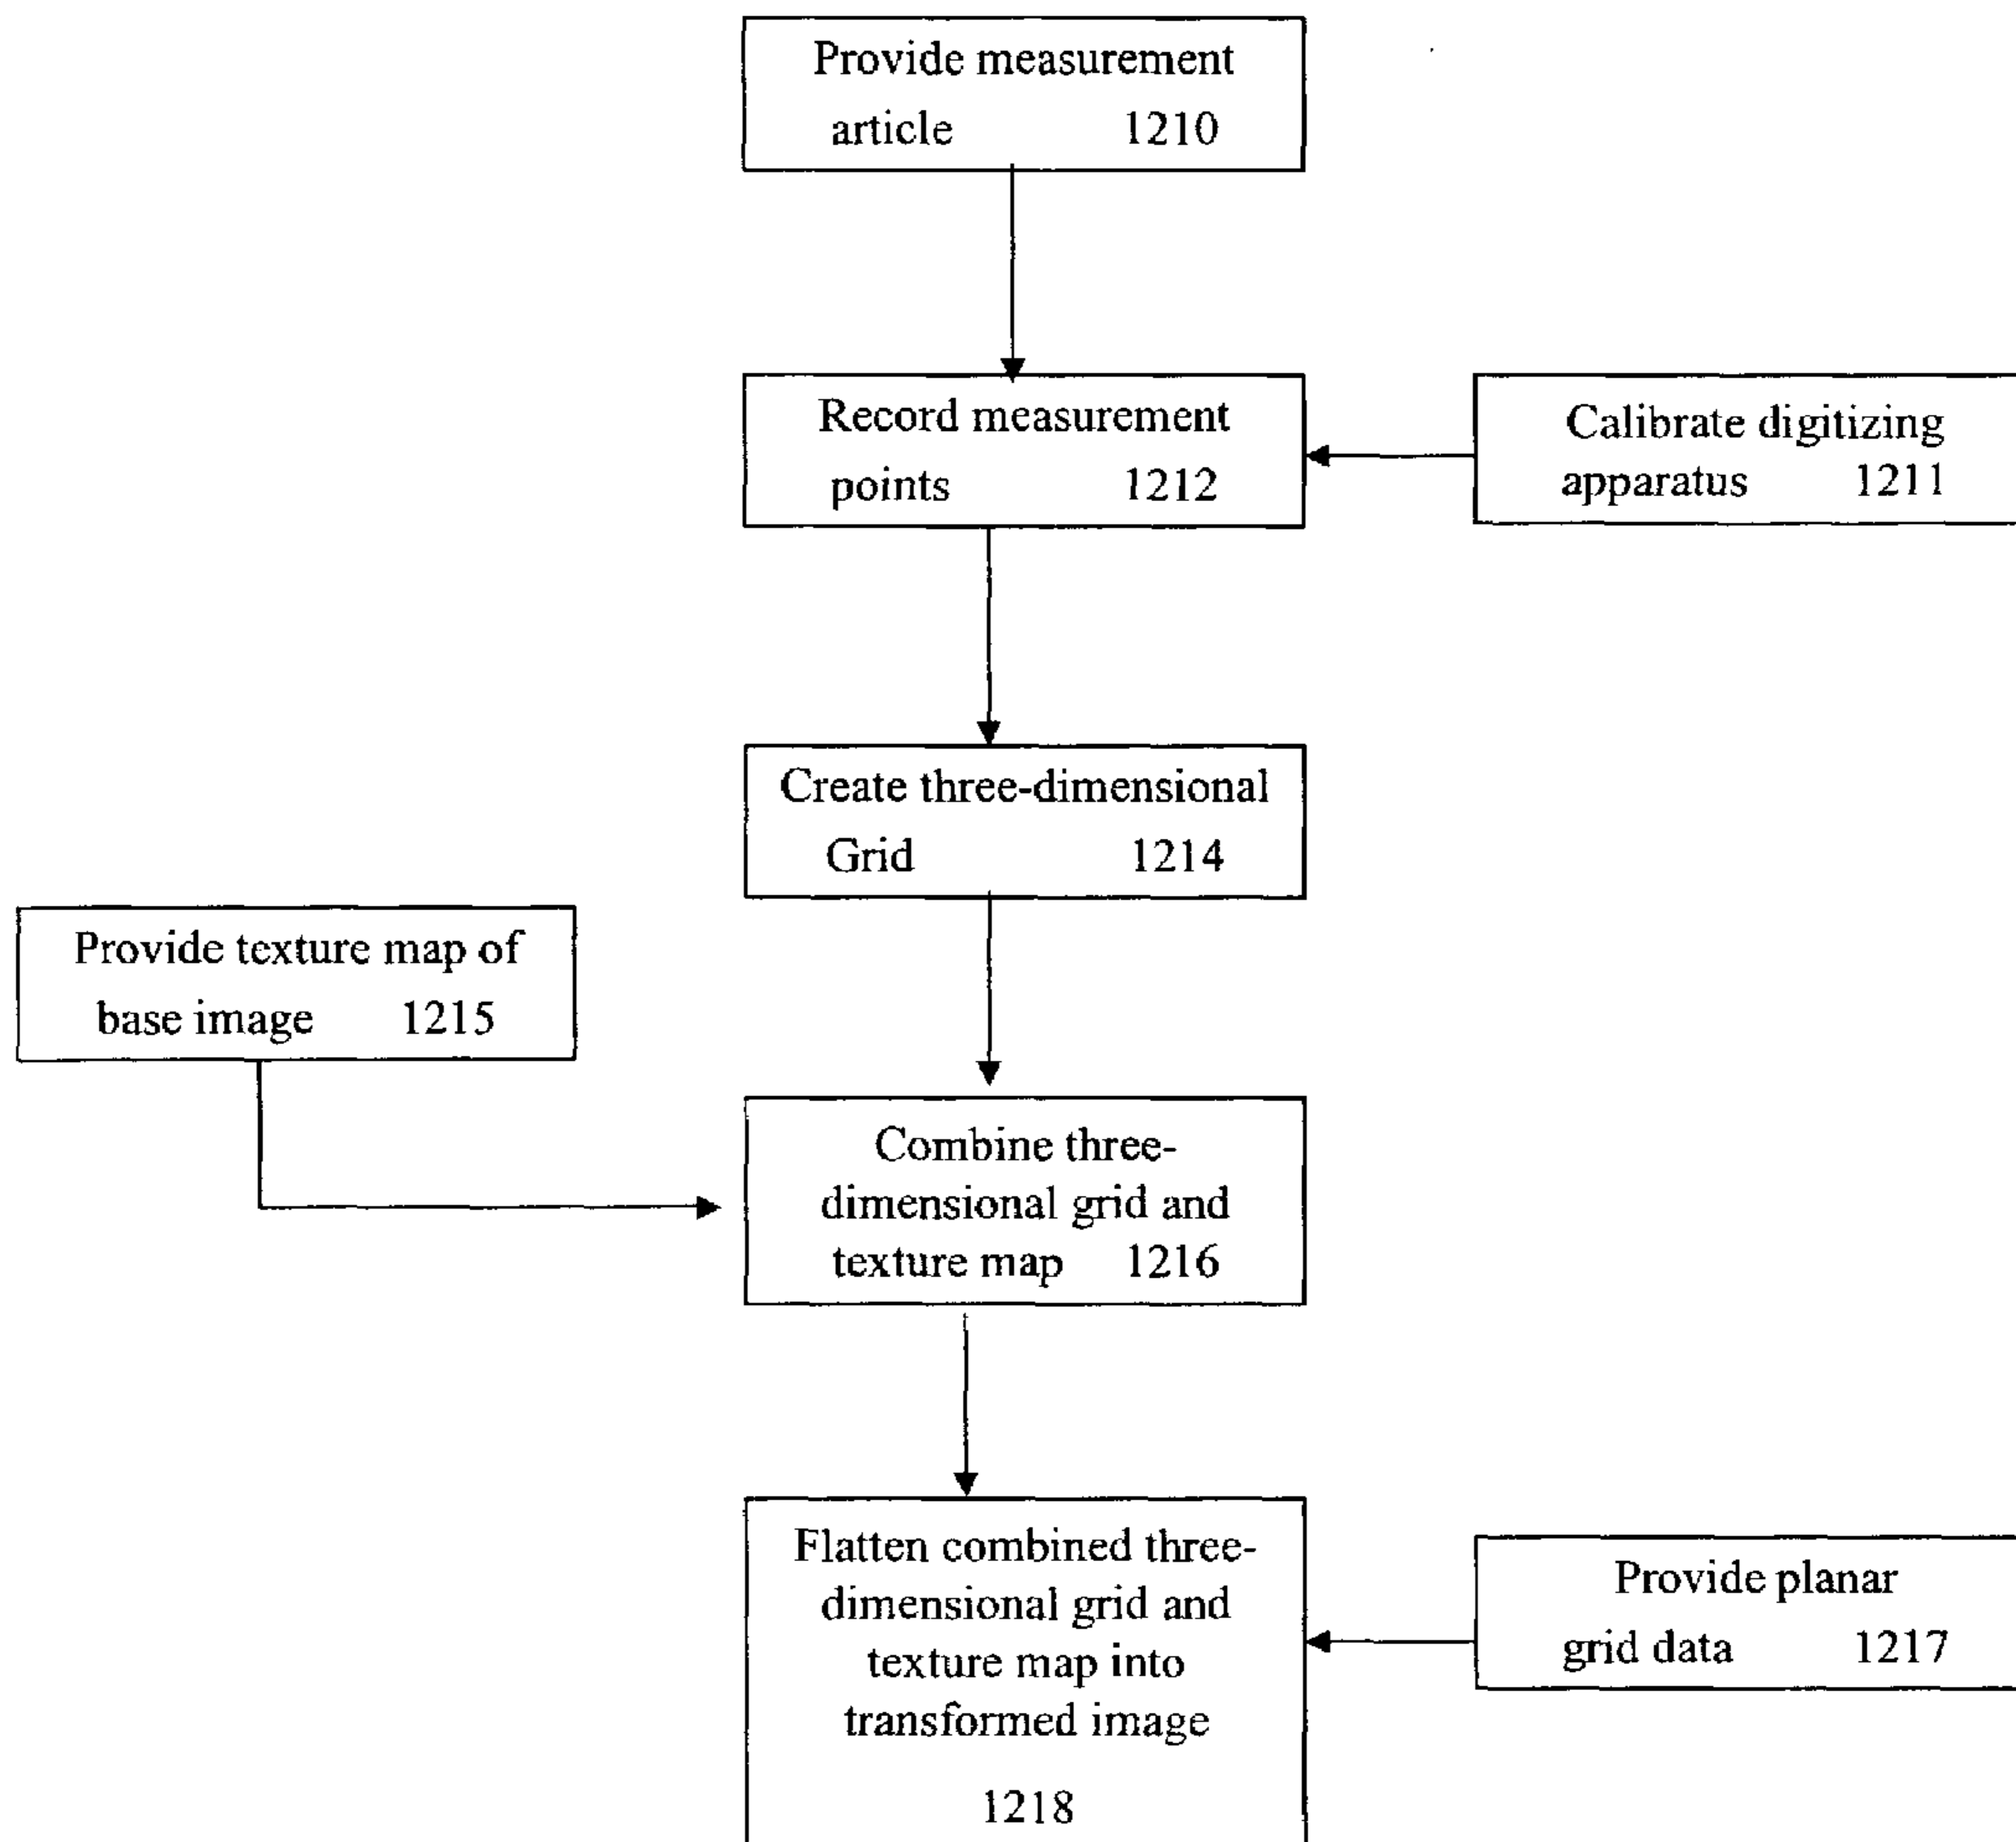 Provide measurement
article 1210
Record measurement
points 1212
Calibrate digitizing
apparatus 1211
Create three-dimensional
Grid 1214
Provide texture map of
base image 1215
Combine three-
dimensional grid and
texture map 1216
Flatten combined three-
dimensional grid and
texture map into
transformed image
1218
Provide planar
grid data 1217